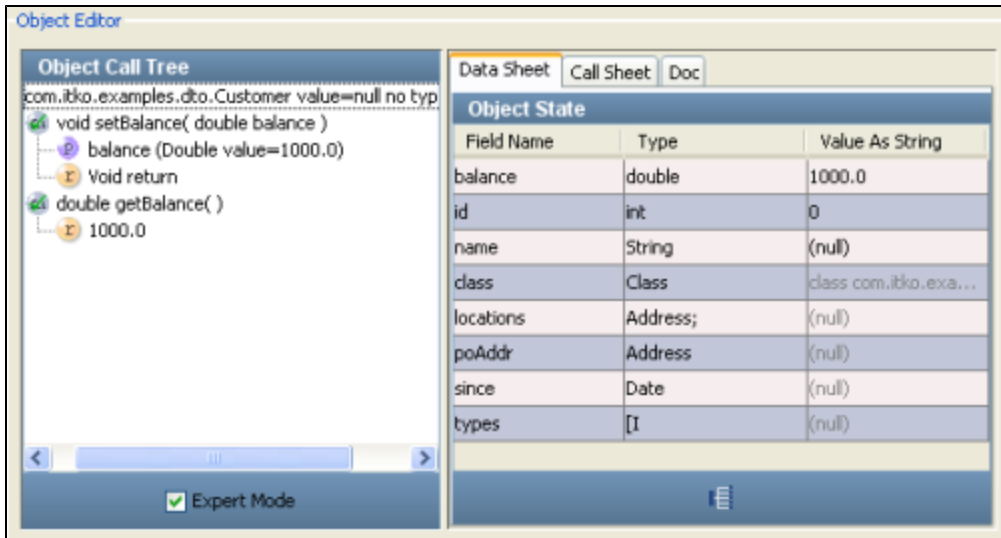 Object Editor
Object Call Tree
com.itko.examples.dto.Customer value=null no typ
void setBalance( double balance )
P balance (Double value=1000.0)
r Void return
double getBalance( )
r 1000.0
Expert Mode
Data Sheet Call Sheet Doc
Object State
Field Name Type Value As String
balance double 1000.0
id int 0
name String (null)
class Class class com.itko.exa...
locations Address; (null)
poAddr Address (null)
since Date (null)
types [I (null)